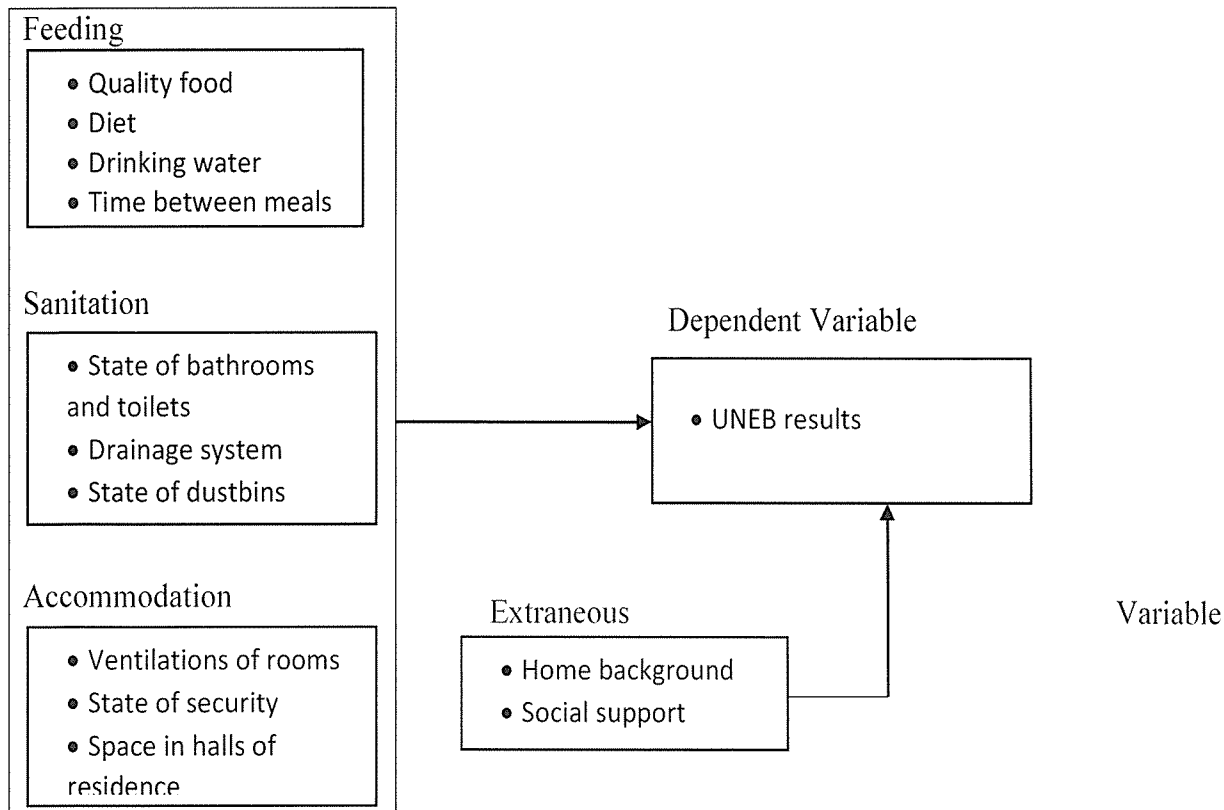 Feeding
• Quality food
• Diet
• Drinking water
• Time between meals
Sanitation
• State of bathrooms
and toilets
• Drainage system
• State of dustbins
Accommodation
• Ventilations of rooms
• State of security
• Space in halls of
residence
Dependent Variable
• UNEB results
Extraneous Variable
• Home background
• Social support